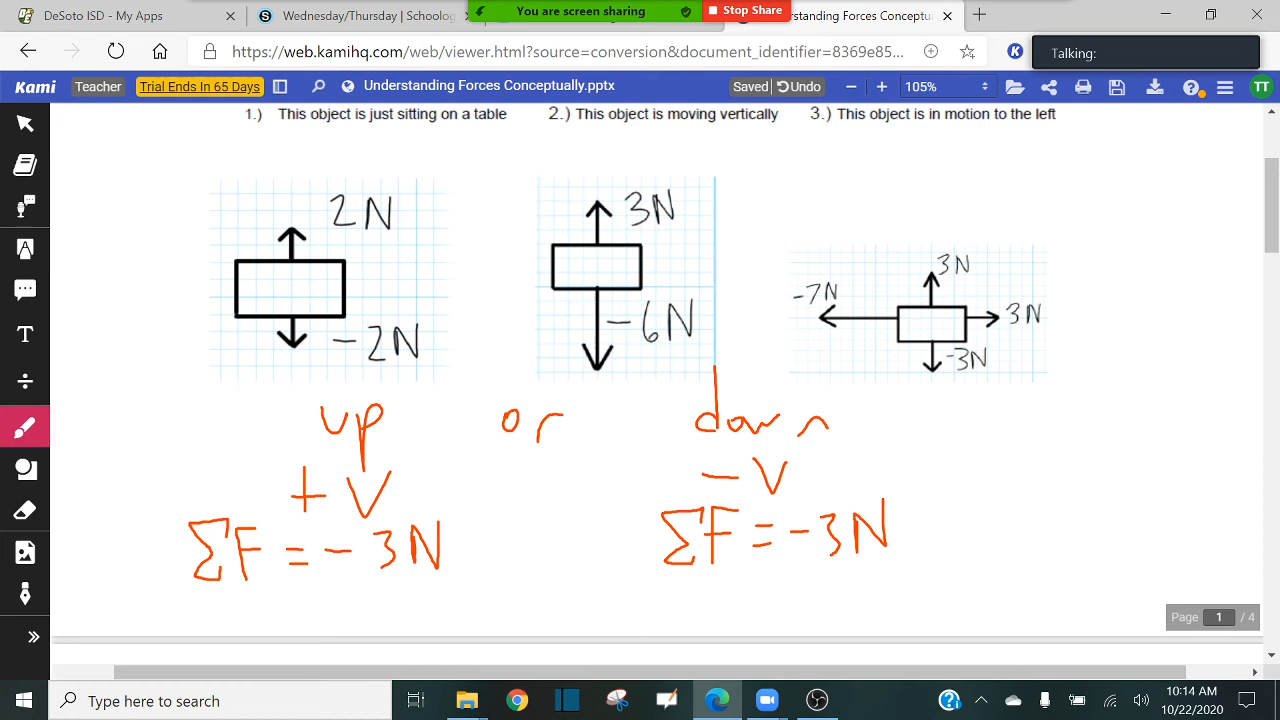 DeSoto ISD - My Apps
Wednesday/Thursday | Scholog
You are screen sharing
Stop Share
Understanding Forces Conceptu
https://web.kamihq.com/web/viewer.html?source=conversion&document_identifier=8369e85...
Talking:
Kami Teacher Trial Ends In 65 Days Understanding Forces Conceptually.pptx Saved Undo 105% TT
1.) This object is just sitting on a table 2.) This object is moving vertically 3.) This object is in motion to the left
2N
-2N
3N
-6N
-7N
3N
3N
-3N
up or down
+V -V
ΣF = -3N ΣF = -3N
Page 1 / 4
Type here to search
10:14 AM
10/22/2020